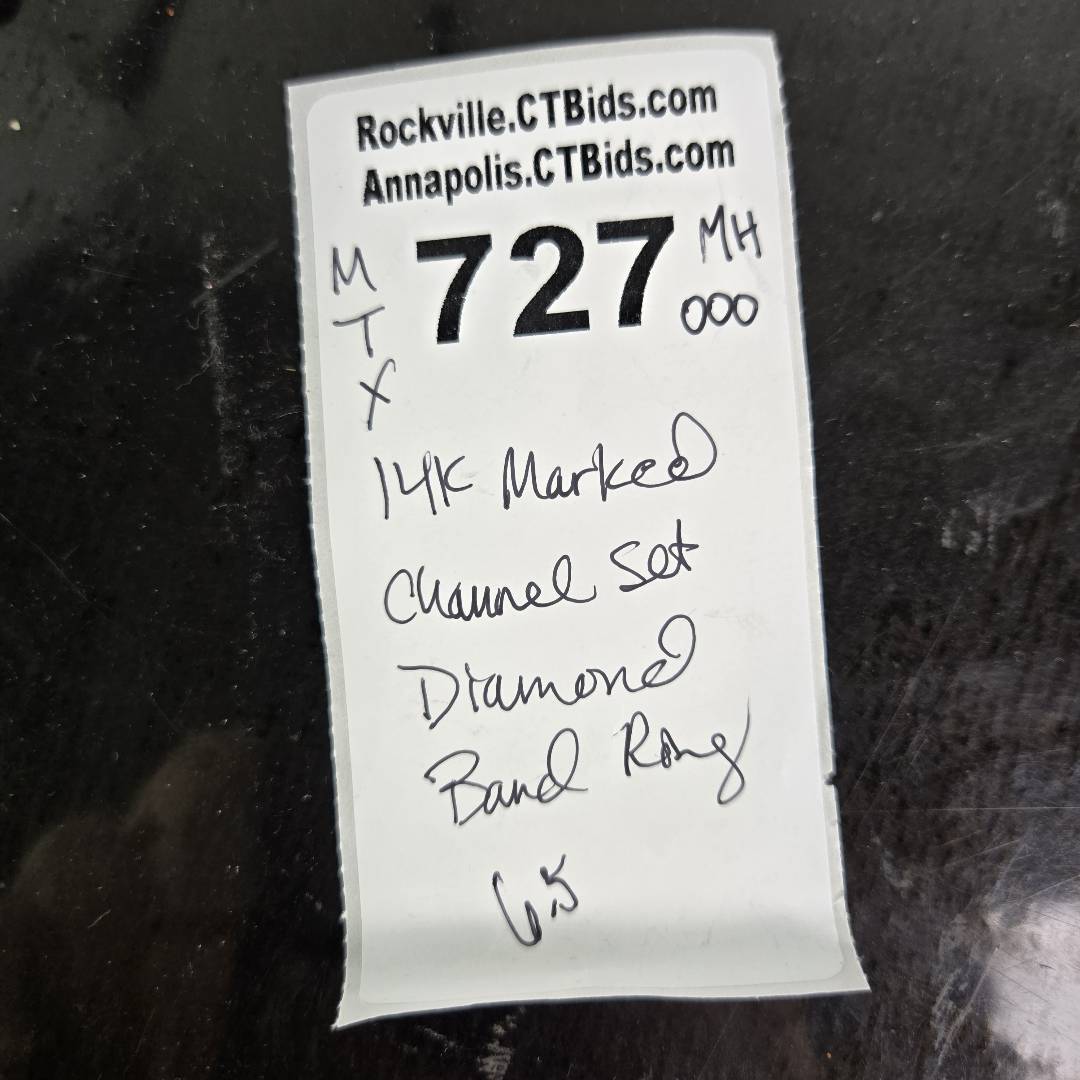 Rockville.CTBids.com
Annapolis.CTBids.com
M 727 MH
T 000
X
14K Marked
Channel Set
Diamond
Band Ring
6.5